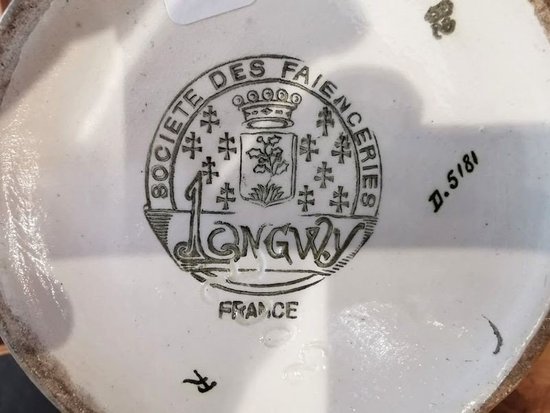 SOCIETE DES FAIENCERIES
LONGWY
FRANCE
D.5181